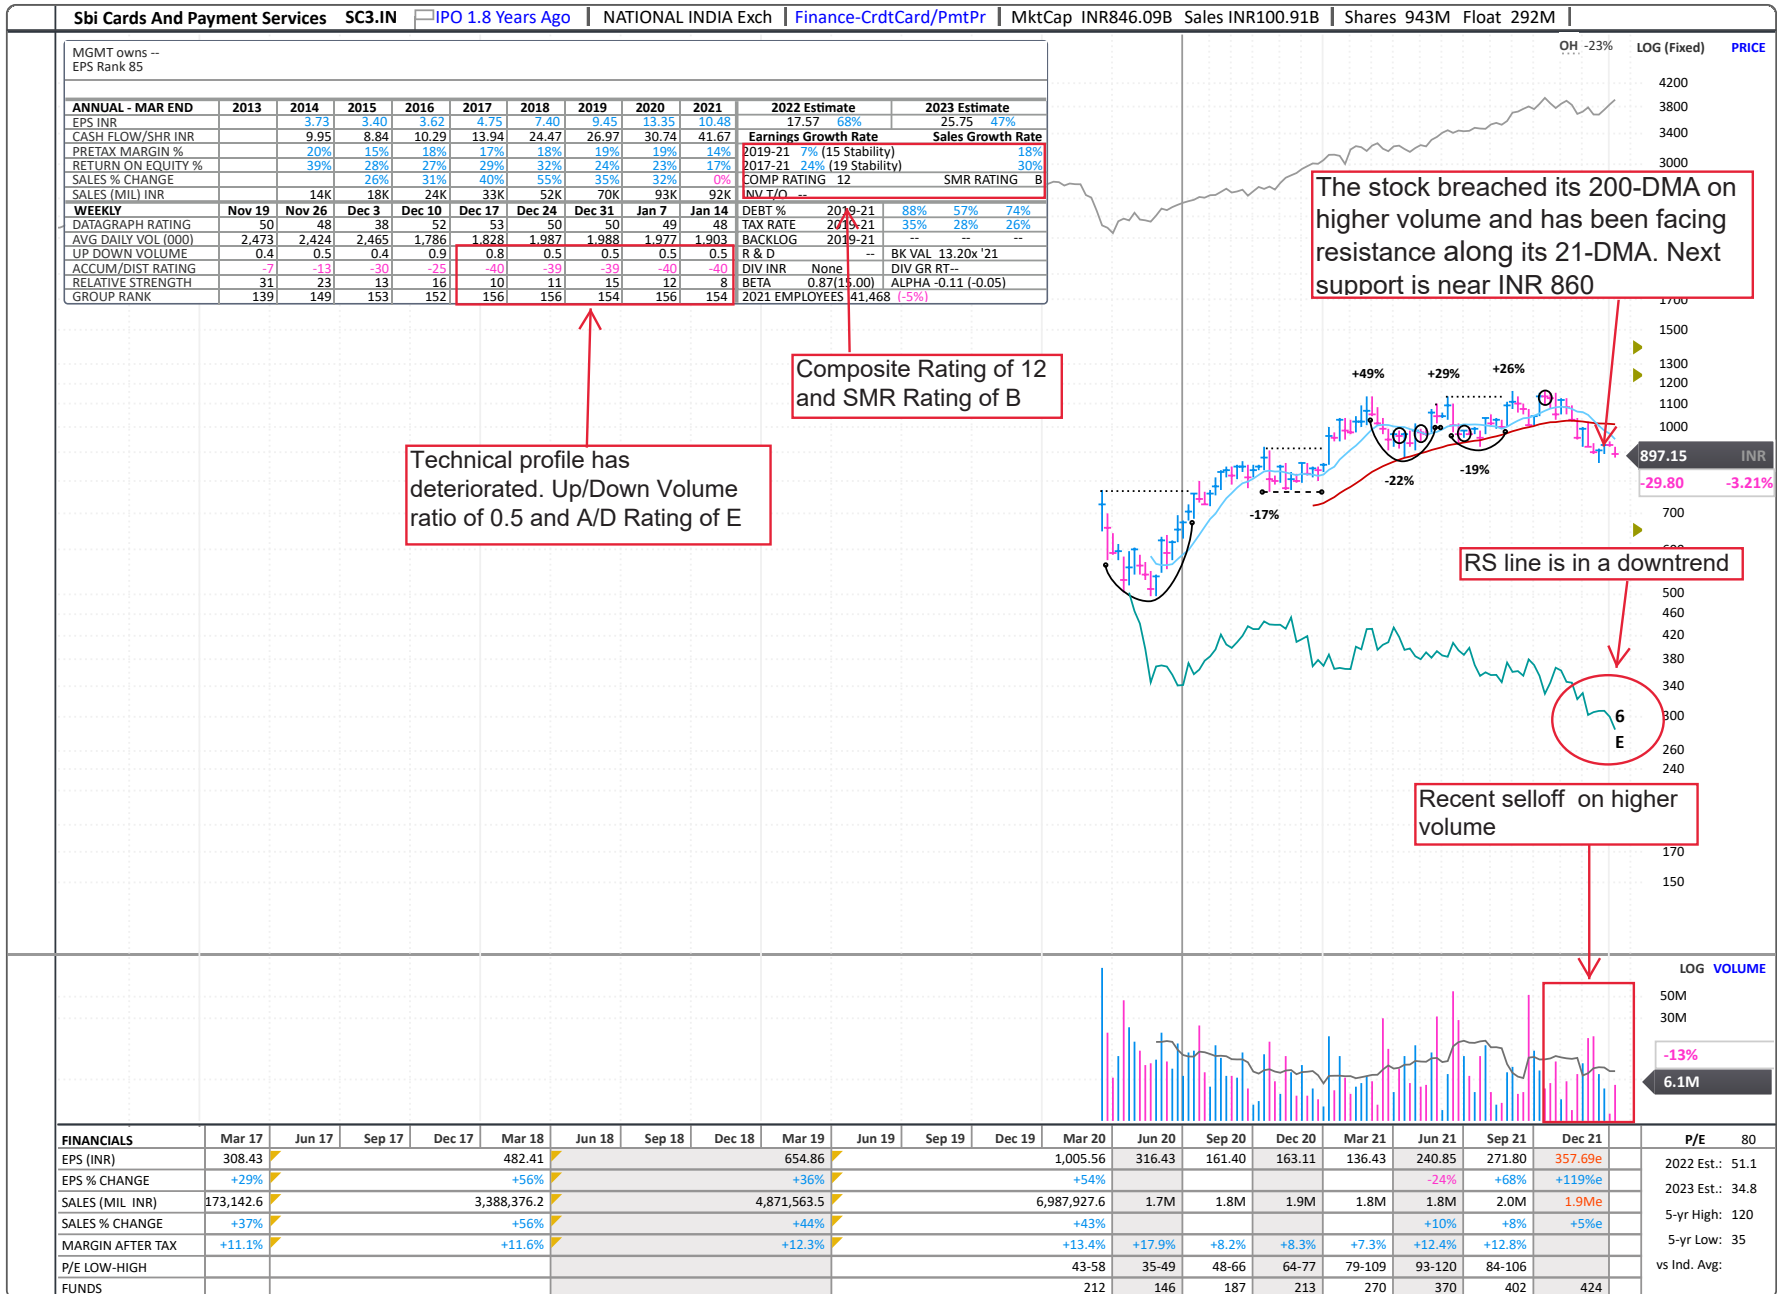 Sbi Cards And Payment Services SC3.IN IPO 1.8 Years Ago NATIONAL INDIA Exch Finance-CrdtCard/PmtPr MktCap INR846.09B Sales INR100.91B Shares 943M Float 292M
MGMT owns --
EPS Rank 85
ANNUAL - MAR END 2013 2014 2015 2016 2017 2018 2019 2020 2021 2022 Estimate 2023 Estimate
EPS INR 3.73 3.40 3.62 4.75 7.40 9.45 13.35 10.48 17.57 68% 25.75 47%
CASH FLOW/SHR INR 9.95 8.84 10.29 13.94 24.47 26.97 30.74 41.67 Earnings Growth Rate Sales Growth Rate
PRETAX MARGIN % 20% 15% 18% 17% 18% 19% 19% 14% 2019-21 7% (15 Stability) 18%
RETURN ON EQUITY % 39% 28% 27% 29% 32% 24% 23% 17% 2017-21 24% (19 Stability) 30%
SALES % CHANGE 26% 31% 40% 55% 35% 32% 0% COMP RATING 12 SMR RATING B
SALES (MIL) INR 14K 18K 24K 33K 52K 70K 93K 92K INV T/O --
WEEKLY Nov 19 Nov 26 Dec 3 Dec 10 Dec 17 Dec 24 Dec 31 Jan 7 Jan 14 DEBT % 2019-21 88% 57% 74%
DATAGRAPH RATING 50 48 38 52 53 50 50 49 48 TAX RATE 2019-21 35% 28% 26%
AVG DAILY VOL (000) 2,473 2,424 2,465 1,786 1,828 1,987 1,988 1,977 1,903 BACKLOG 2019-21 -- -- --
UP DOWN VOLUME 0.4 0.5 0.4 0.9 0.8 0.5 0.5 0.5 0.5 R & D -- BK VAL 13.20x '21
ACCUM/DIST RATING -7 -13 -30 -25 -40 -39 -39 -40 -40 DIV INR None DIV GR RT--
RELATIVE STRENGTH 31 23 13 16 10 11 15 12 8 BETA 0.87(15.00) ALPHA -0.11 (-0.05)
GROUP RANK 139 149 153 152 156 156 154 156 154 2021 EMPLOYEES 41,468 (-5%)
OH -23% LOG (Fixed) PRICE
4200
3800
3400
3000
The stock breached its 200-DMA on
higher volume and has been facing
resistance along its 21-DMA. Next
support is near INR 860
1700
1500
1300
1200
1100
1000
897.15 INR
-29.80 -3.21%
700
600
500
460
420
380
340
300
260
240
170
150
+49% +29% +26%
-17% -22% -19%
Composite Rating of 12
and SMR Rating of B
Technical profile has
deteriorated. Up/Down Volume
ratio of 0.5 and A/D Rating of E
RS line is in a downtrend
6
E
Recent selloff on higher
volume
LOG VOLUME
50M
30M
-13%
6.1M
FINANCIALS Mar 17 Jun 17 Sep 17 Dec 17 Mar 18 Jun 18 Sep 18 Dec 18 Mar 19 Jun 19 Sep 19 Dec 19 Mar 20 Jun 20 Sep 20 Dec 20 Mar 21 Jun 21 Sep 21 Dec 21 P/E 80
EPS (INR) 308.43 482.41 654.86 1,005.56 316.43 161.40 163.11 136.43 240.85 271.80 357.69e 2022 Est.: 51.1
EPS % CHANGE +29% +56% +36% +54% -24% +68% +119%e 2023 Est.: 34.8
SALES (MIL INR) 173,142.6 3,388,376.2 4,871,563.5 6,987,927.6 1.7M 1.8M 1.9M 1.8M 1.8M 2.0M 1.9Me 5-yr High: 120
SALES % CHANGE +37% +56% +44% +43% +10% +8% +5%e 5-yr Low: 35
MARGIN AFTER TAX +11.1% +11.6% +12.3% +13.4% +17.9% +8.2% +8.3% +7.3% +12.4% +12.8% vs Ind. Avg:
P/E LOW-HIGH 43-58 35-49 48-66 64-77 79-109 93-120 84-106
FUNDS 212 146 187 213 270 370 402 424